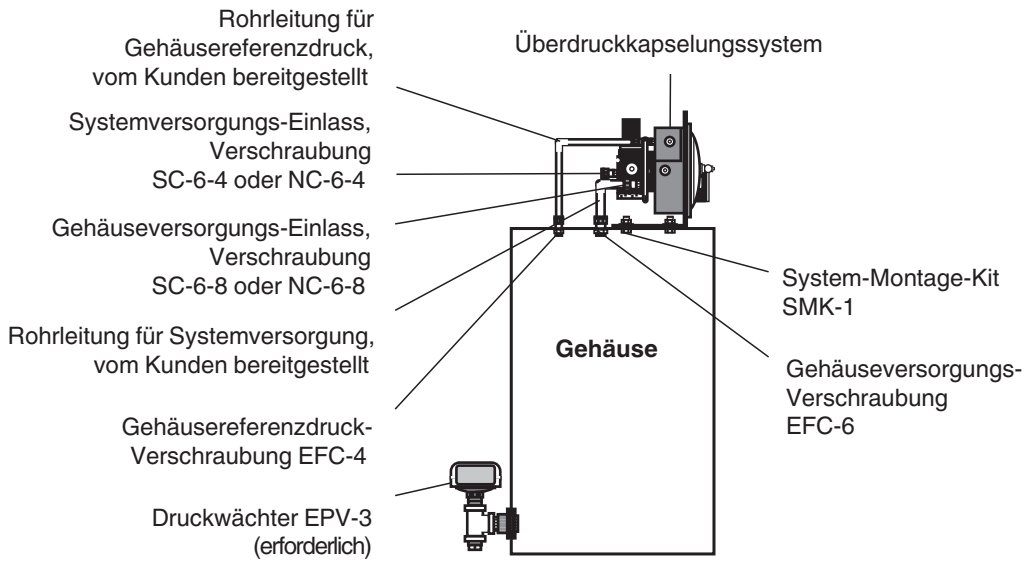 Rohrleitung für
Gehäusereferenzdruck,
vom Kunden bereitgestellt
Überdruckkapselungssystem
Systemversorgungs-Einlass,
Verschraubung
SC-6-4 oder NC-6-4
Gehäuseversorgungs-Einlass,
Verschraubung
SC-6-8 oder NC-6-8
System-Montage-Kit
SMK-1
Rohrleitung für Systemversorgung,
vom Kunden bereitgestellt
Gehäuse
Gehäuseversorgungs-
Verschraubung
EFC-6
Gehäusereferenzdruck-
Verschraubung EFC-4
Druckwächter EPV-3
(erforderlich)